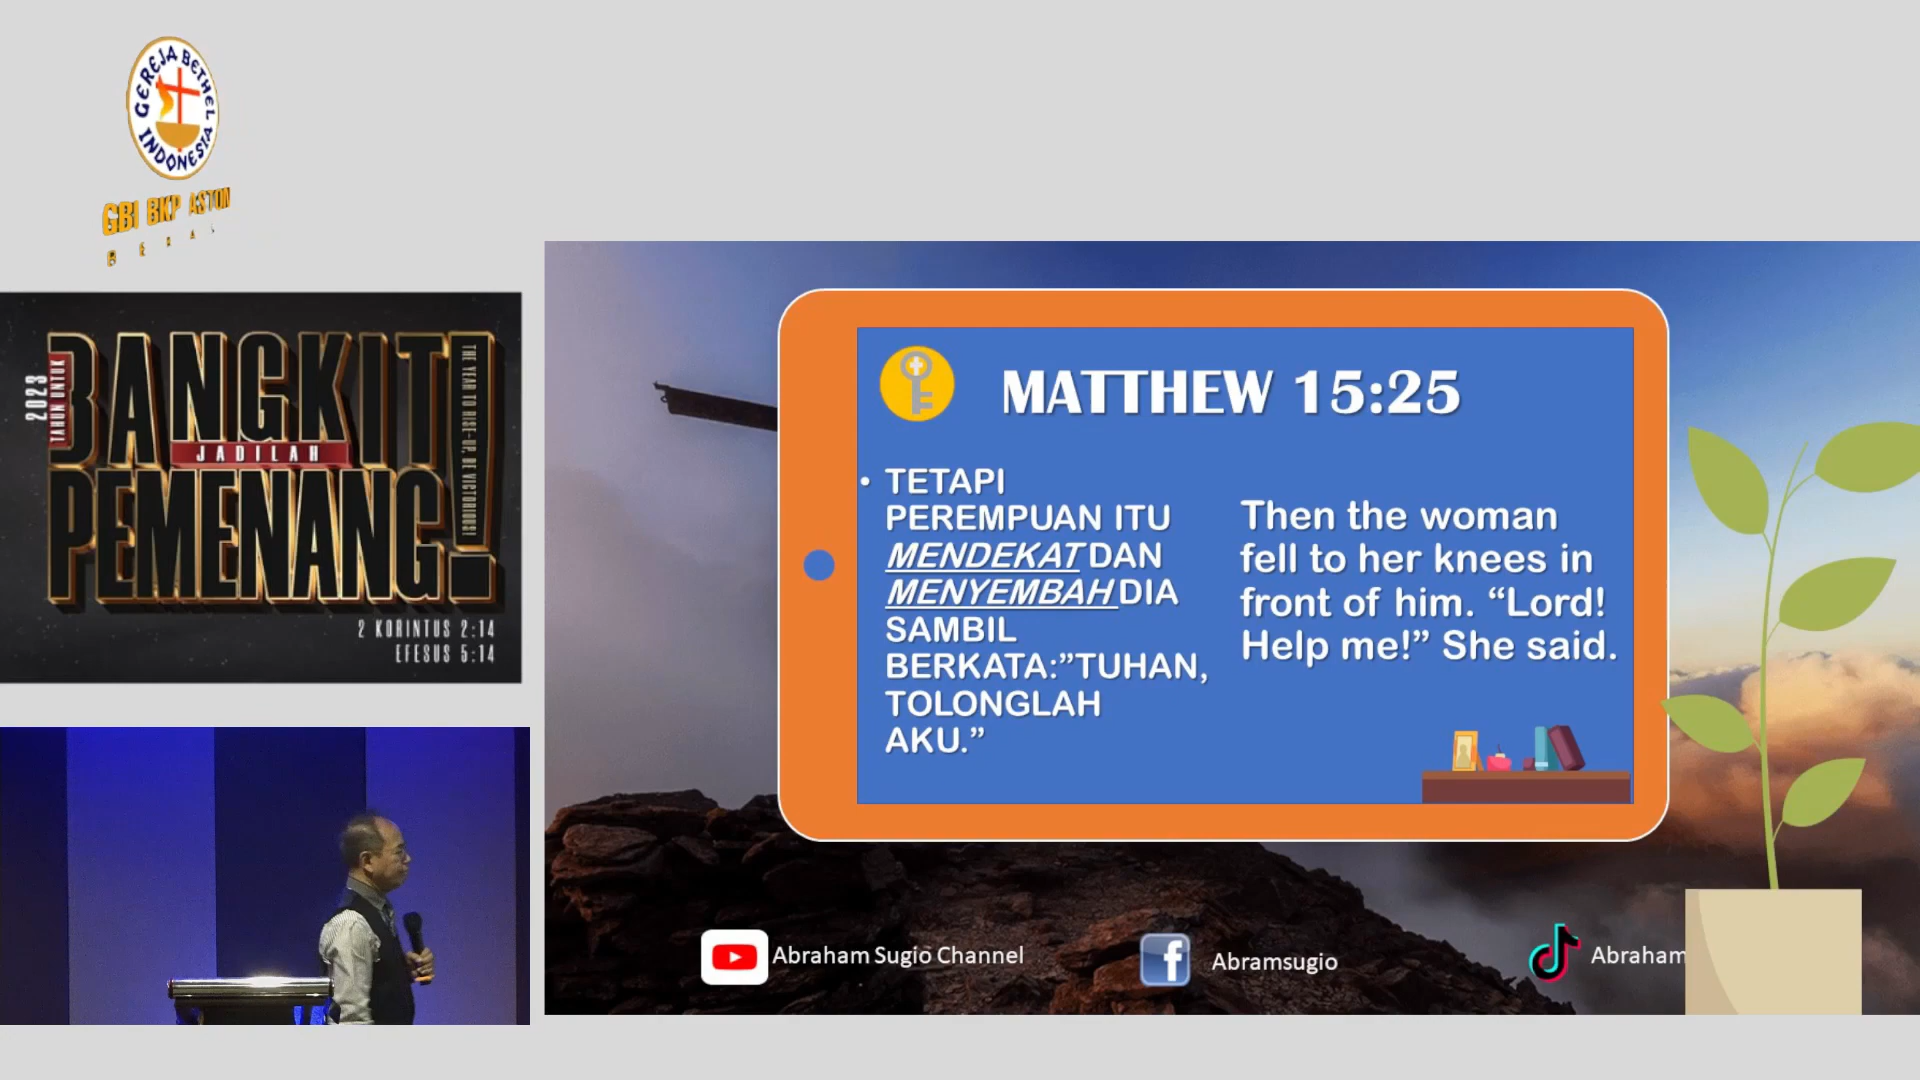 GEREJA BETHEL
INDONESIA
GBI BKP ASTON
2023
TAHUN UNTUK
BANGKIT
JADILAH
PEMENANG!
THE YEAR TO RISE-UP, BE VICTORIOUS!
2 KORINTUS 2:14
EFESUS 5:14
MATTHEW 15:25
• TETAPI
PEREMPUAN ITU
MENDEKAT DAN
MENYEMBAH DIA
SAMBIL
BERKATA:”TUHAN,
TOLONGLAH
AKU.”
Then the woman
fell to her knees in
front of him. “Lord!
Help me!” She said.
Abraham Sugio Channel
Abramsugio
Abraham